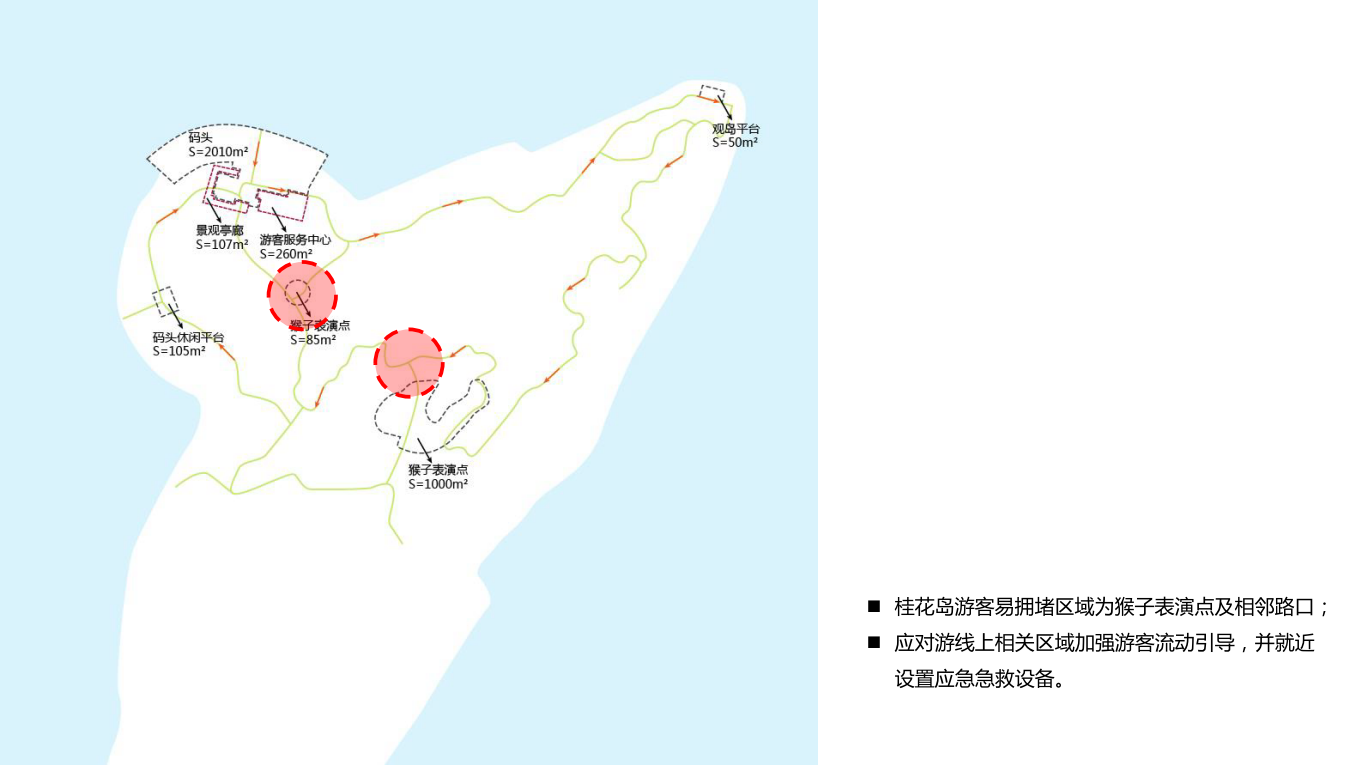 码头
S=2010m²
观岛平台
S=50m²
景观亭廊
S=107m²
游客服务中心
S=260m²
猴子表演点
S=85m²
码头休闲平台
S=105m²
猴子表演点
S=1000m²
■ 桂花岛游客易拥堵区域为猴子表演点及相邻路口；
■ 应对游线上相关区域加强游客流动引导，并就近
设置应急急救设备。